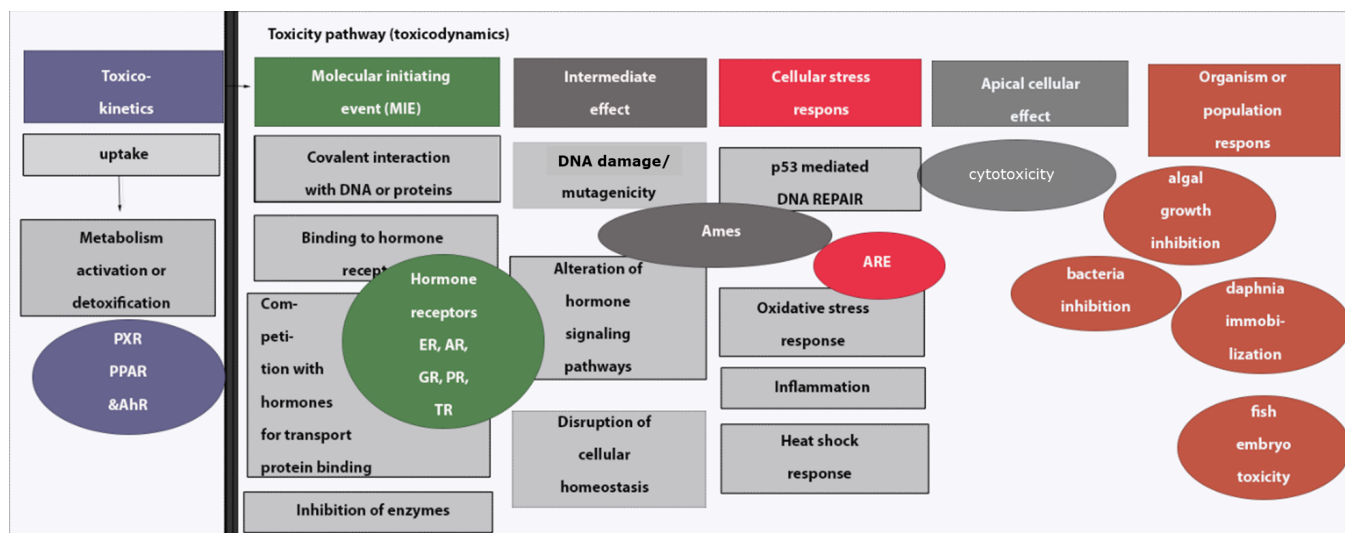 Toxicity pathway (toxicodynamics)
Toxico-
kinetics
uptake
Metabolism
activation or
detoxification
PXR
PPAR
&AhR
Molecular initiating
event (MIE)
Covalent interaction
with DNA or proteins
Binding to hormone
Hormone
receptors
ER, AR,
GR, PR,
TR
Com-
peti-
tion with
hormones
for transport
protein binding
Inhibition of enzymes
Intermediate
effect
DNA damage/
mutagenicity
Ames
Alteration of
hormone
signaling
pathways
Disruption of
cellular
homeostasis
Cellular stress
respons
p53 mediated
DNA REPAIR
ARE
Oxidative stress
response
Inflammation
Heat shock
response
Apical cellular
effect
cytotoxicity
Organism or
population
respons
algal
growth
inhibition
bacteria
inhibition
daphnia
immobi-
lization
fish
embryo
toxicity